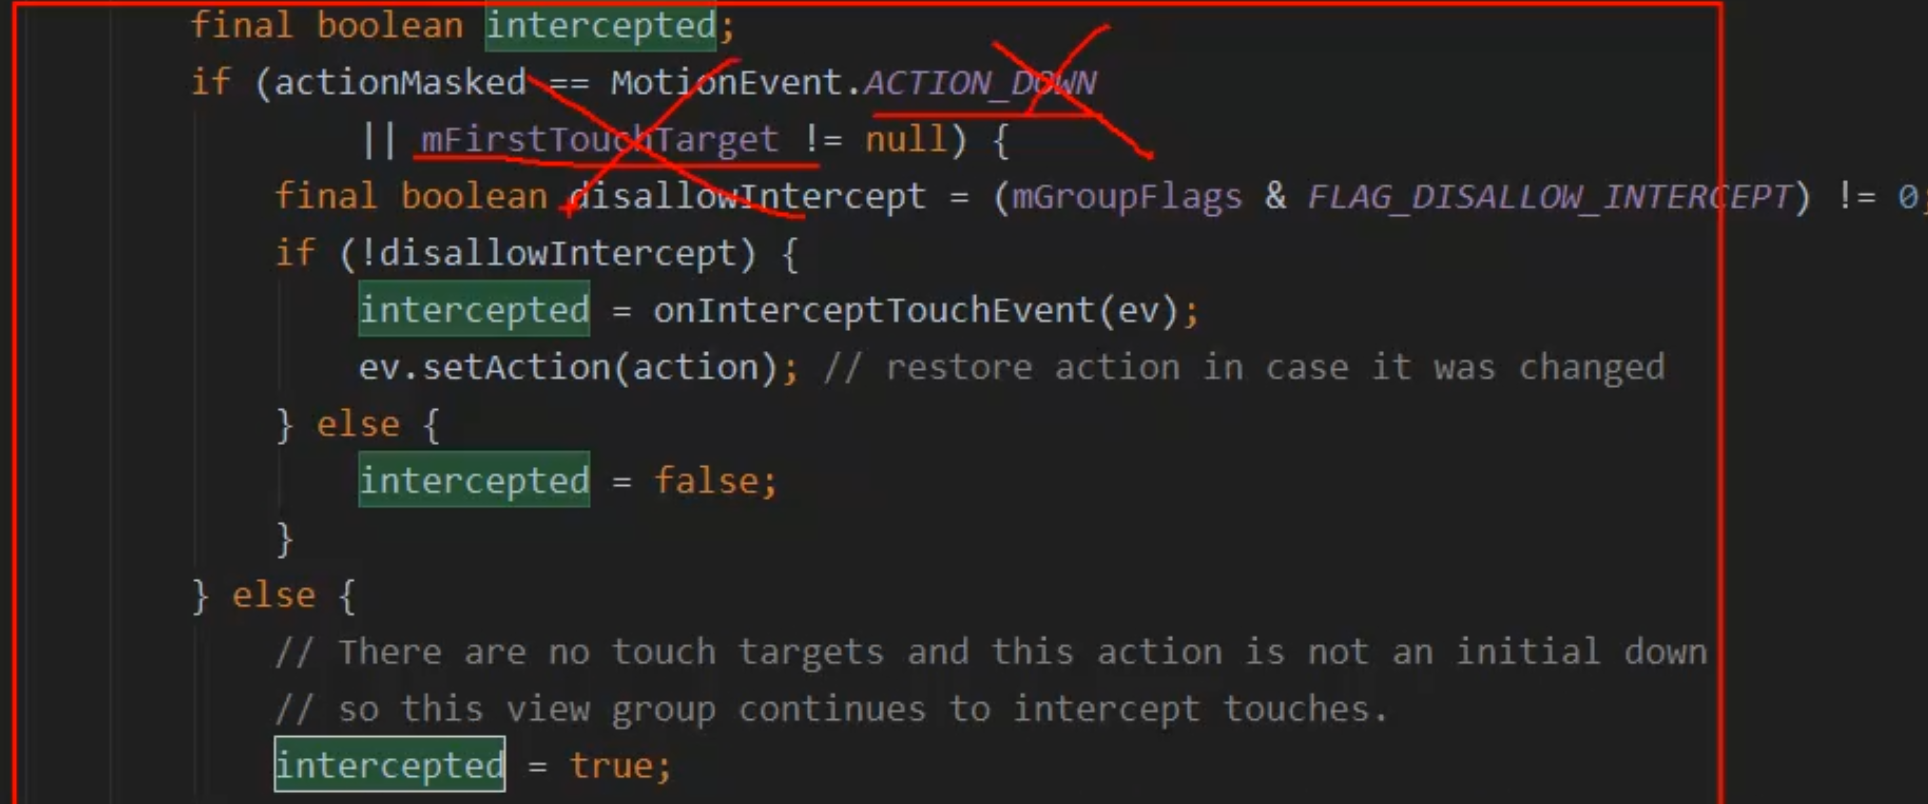 final boolean intercepted;
if (actionMasked == MotionEvent.ACTION_DOWN
|| mFirstTouchTarget != null) {
final boolean disallowIntercept = (mGroupFlags & FLAG_DISALLOW_INTERCEPT) != 0;
if (!disallowIntercept) {
intercepted = onInterceptTouchEvent(ev);
ev.setAction(action); // restore action in case it was changed
} else {
intercepted = false;
}
} else {
// There are no touch targets and this action is not an initial down
// so this view group continues to intercept touches.
intercepted = true;